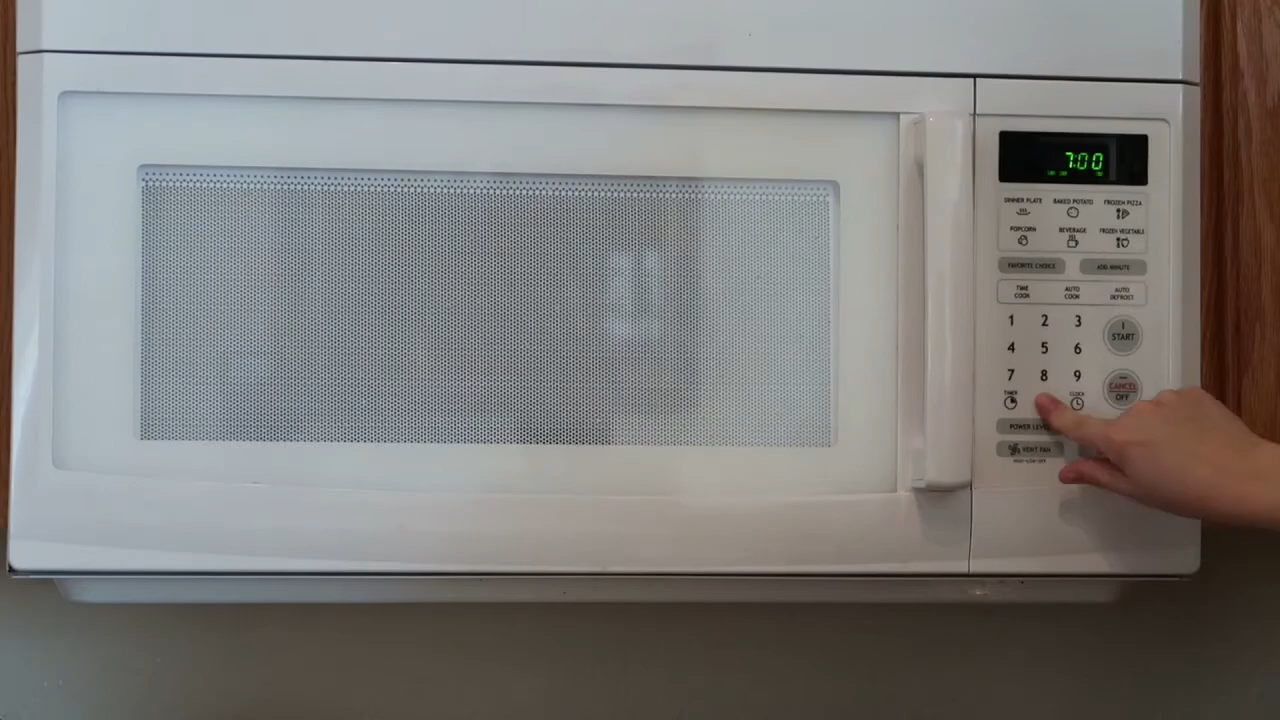 7:00
DINNER PLATE BAKED POTATO FROZEN PIZZA
POPCORN BEVERAGE FROZEN VEGETABLE
FAVORITE CHOICE ADD MINUTE
TIME COOK AUTO COOK AUTO DEFROST
1 2 3
START
4 5 6
7 8 9
CANCEL
OFF
TIMER CLOCK
POWER LEVEL
VENT FAN